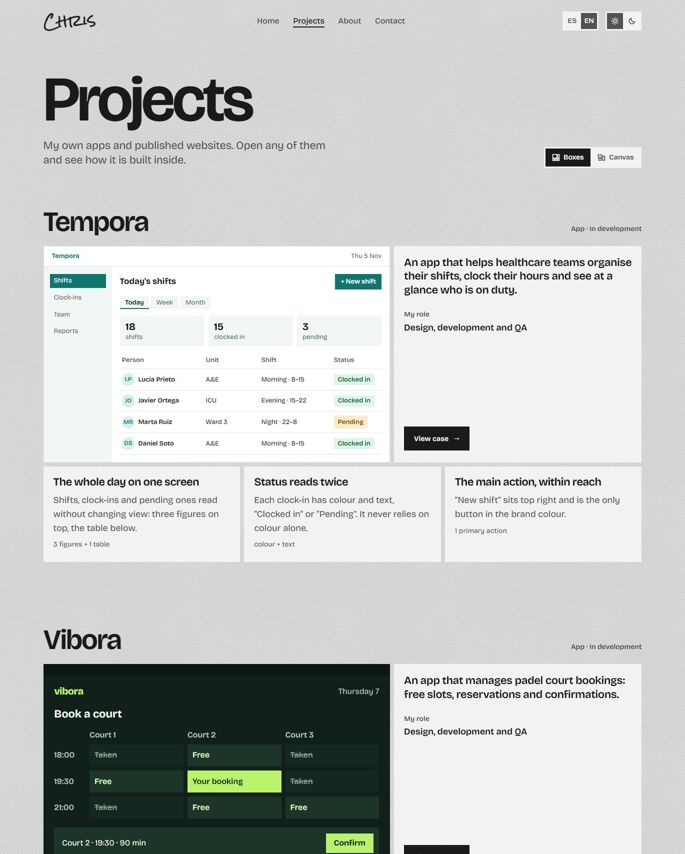 CHRIS
Home Projects About Contact
ES EN
Projects
My own apps and published websites. Open any of them
and see how it is built inside.
Boxes Canvas
Tempora
App · In development
Tempora
Thu 5 Nov
Shifts
Clock-ins
Team
Reports
Today's shifts
+ New shift
Today Week Month
18
shifts
15
clocked in
3
pending
Person Unit Shift Status
LP Lucía Prieto A&E Morning · 8–15 Clocked in
JO Javier Ortega ICU Evening · 15–22 Clocked in
MR Marta Ruiz Ward 3 Night · 22–8 Pending
DS Daniel Soto A&E Morning · 8–15 Clocked in
An app that helps healthcare teams organise
their shifts, clock their hours and see at a
glance who is on duty.
My role
Design, development and QA
View case →
The whole day on one screen
Shifts, clock-ins and pending ones read
without changing view: three figures on
top, the table below.
3 figures + 1 table
Status reads twice
Each clock-in has colour and text,
“Clocked in” or “Pending”. It never relies on
colour alone.
colour + text
The main action, within reach
“New shift” sits top right and is the only
button in the brand colour.
1 primary action
Vibora
App · In development
vibora
Thursday 7
Book a court
Court 1 Court 2 Court 3
18:00 Taken Free Taken
19:30 Free Your booking Taken
21:00 Taken Free Free
Court 2 · 19:30 · 90 min
Confirm
An app that manages padel court bookings:
free slots, reservations and confirmations.
My role
Design, development and QA